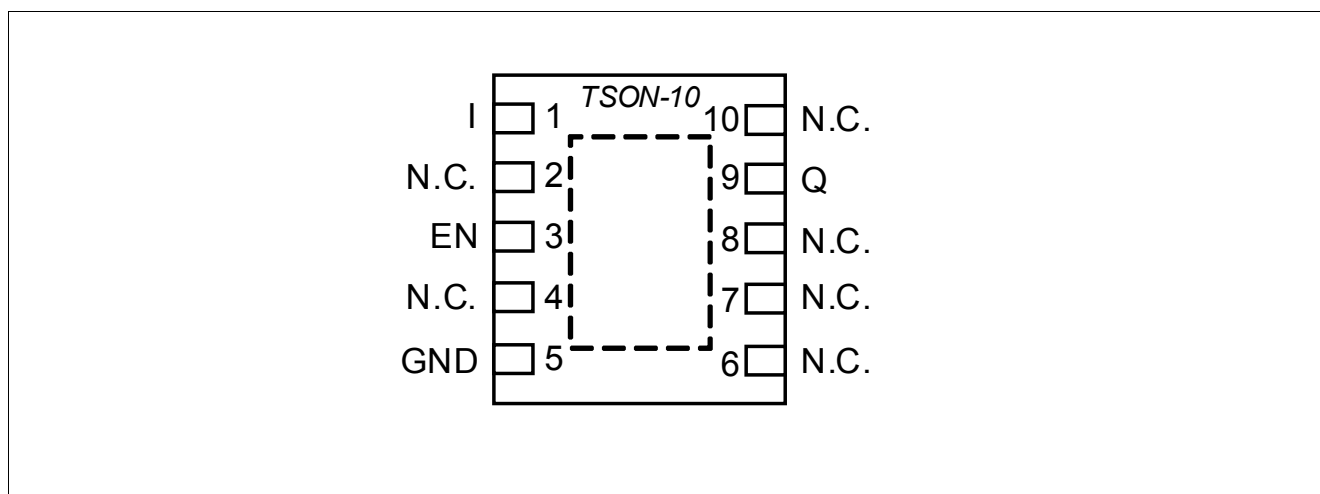 TSON-10
I 1 10 N.C.
N.C. 2 9 Q
EN 3 8 N.C.
N.C. 4 7 N.C.
GND 5 6 N.C.